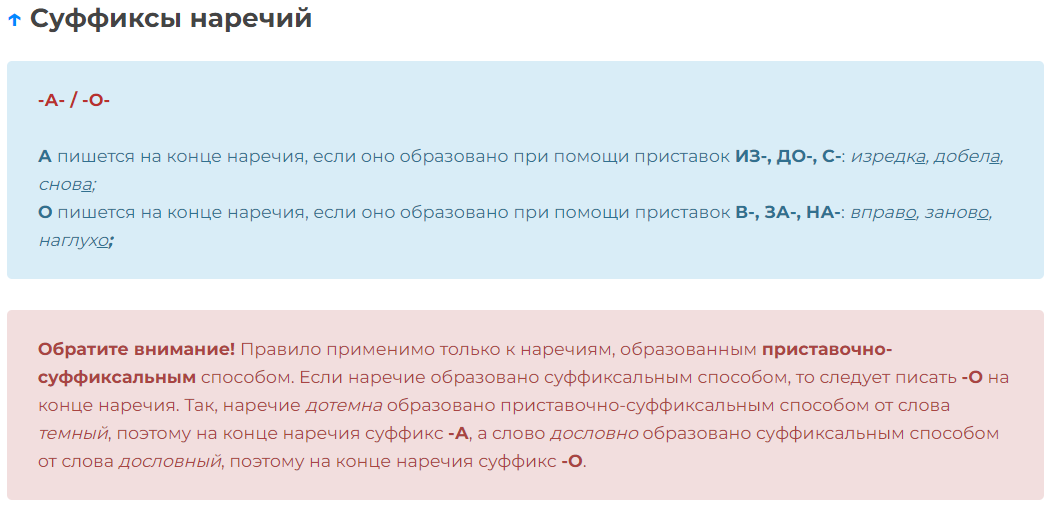 ↑ Суффиксы наречий
-А- / -О-
А пишется на конце наречия, если оно образовано при помощи приставок ИЗ-, ДО-, С-: изредка, добела,
снова;
О пишется на конце наречия, если оно образовано при помощи приставок В-, ЗА-, НА-: вправо, заново,
наглухо;
Обратите внимание! Правило применимо только к наречиям, образованным приставочно-
суффиксальным способом. Если наречие образовано суффиксальным способом, то следует писать -О на
конце наречия. Так, наречие дотемна образовано приставочно-суффиксальным способом от слова
темный, поэтому на конце наречия суффикс -А, а слово дословно образовано суффиксальным способом
от слова дословный, поэтому на конце наречия суффикс -О.